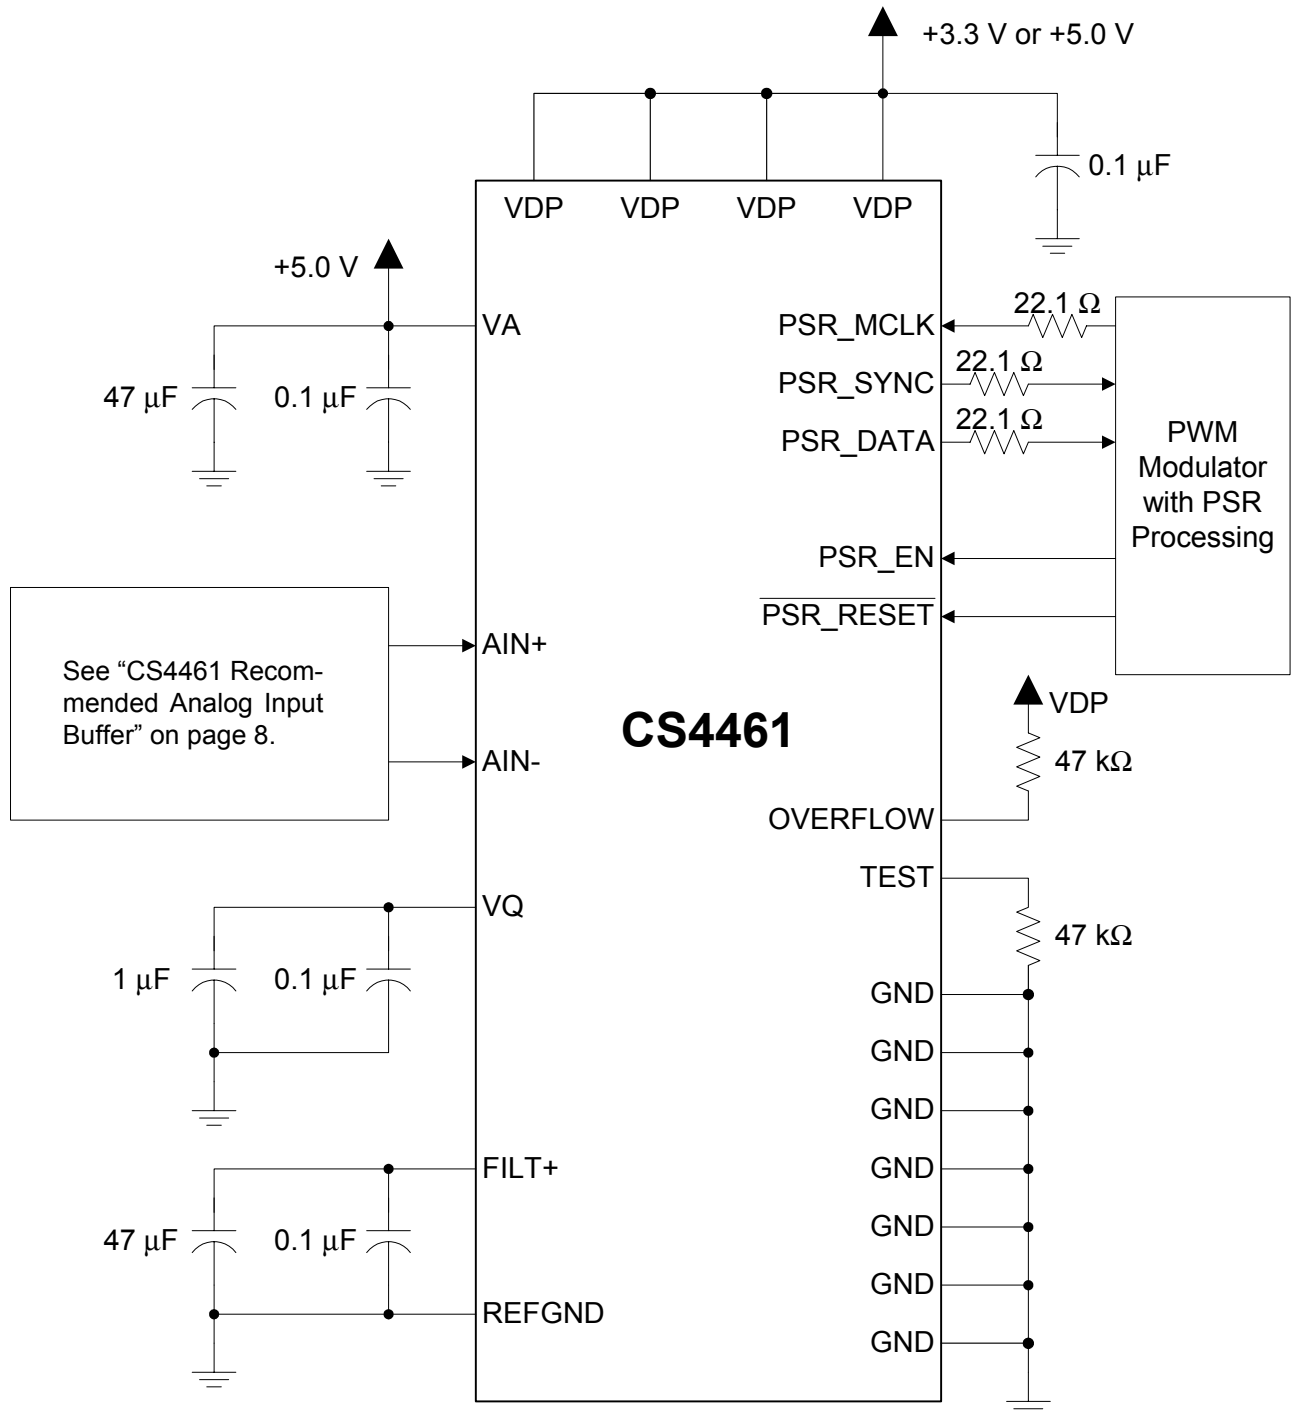 +3.3 V or +5.0 V
0.1 μF
VDP VDP VDP VDP
+5.0 V
VA
47 μF
0.1 μF
PSR_MCLK
22.1 Ω
PSR_SYNC
22.1 Ω
PSR_DATA
22.1 Ω
PWM
Modulator
with PSR
Processing
PSR_EN
PSR_RESET
See “CS4461 Recom-
mended Analog Input
Buffer” on page 8.
AIN+
AIN-
CS4461
VDP
47 kΩ
OVERFLOW
TEST
47 kΩ
VQ
1 μF
0.1 μF
GND
GND
GND
GND
GND
GND
GND
FILT+
47 μF
0.1 μF
REFGND